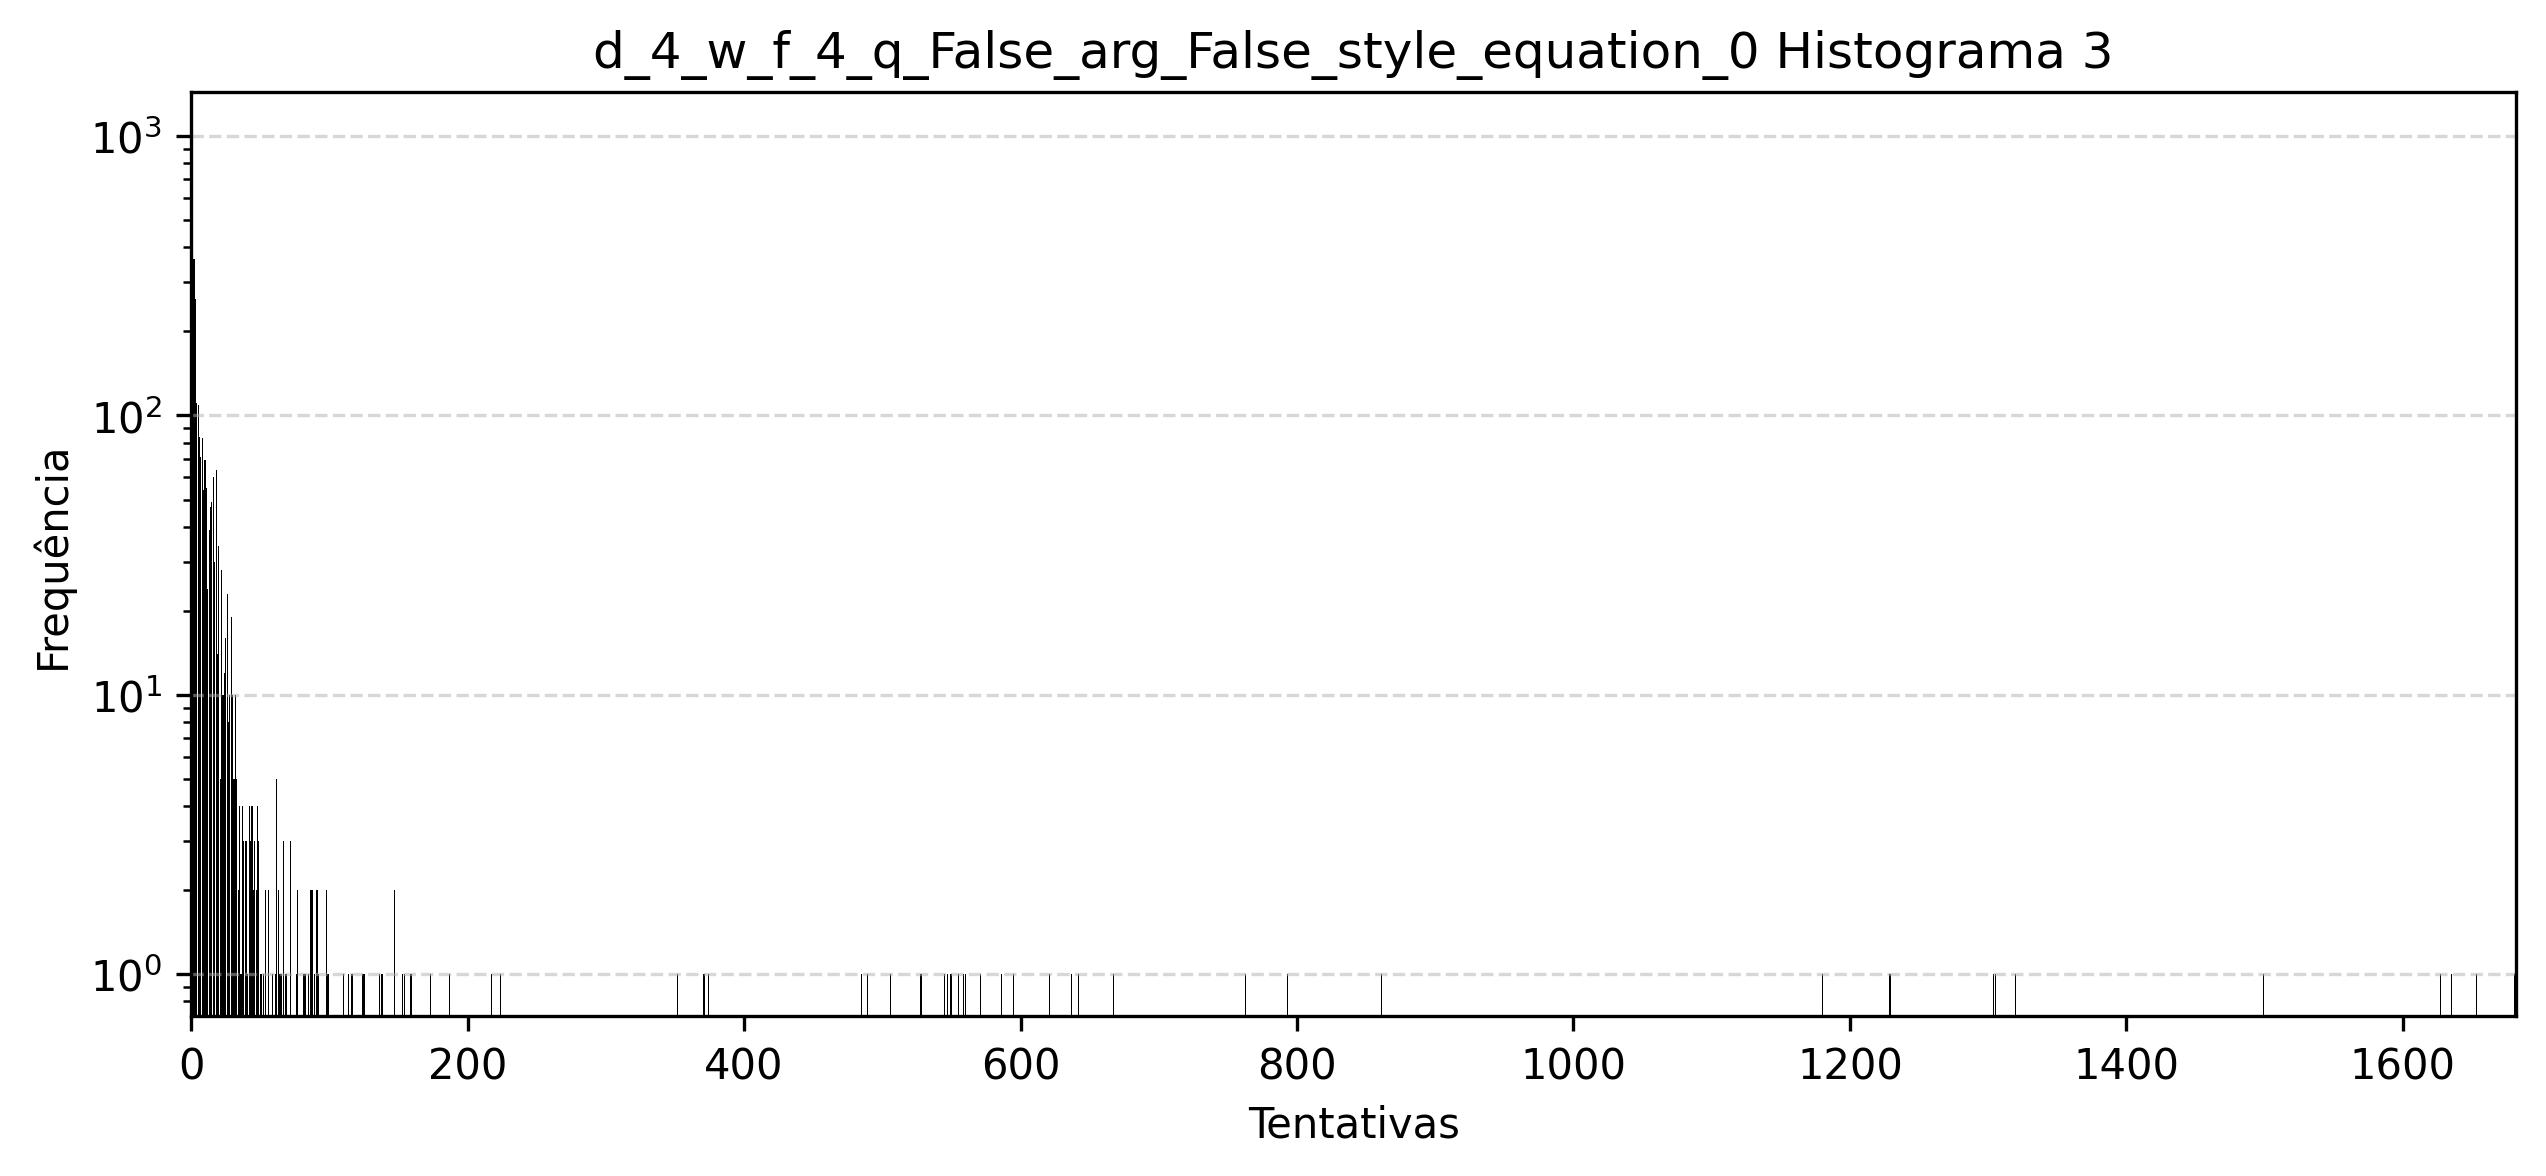 d_4_w_f_4_q_False_arg_False_style_equation_0 Histograma 3
10³
10²
10¹
10⁰
Frequência
0 200 400 600 800 1000 1200 1400 1600
Tentativas